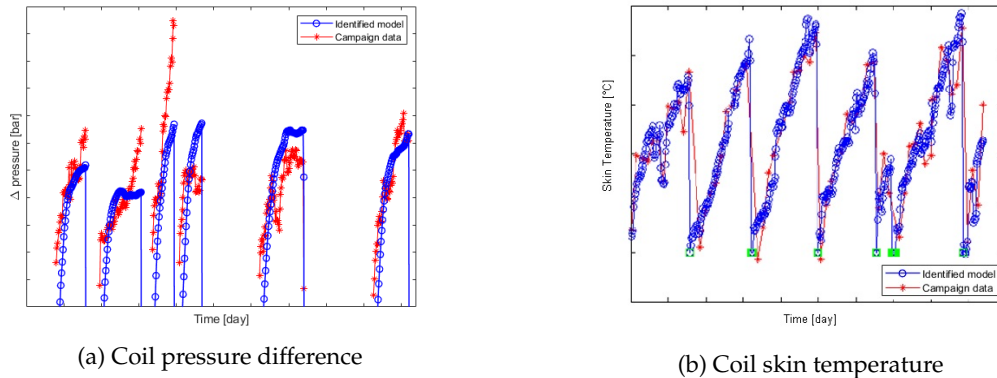 Identified model
Campaign data
Δ pressure [bar]
Time [day]
(a) Coil pressure difference
Skin Temperature [°C]
Identified model
Campaign data
Time [day]
(b) Coil skin temperature